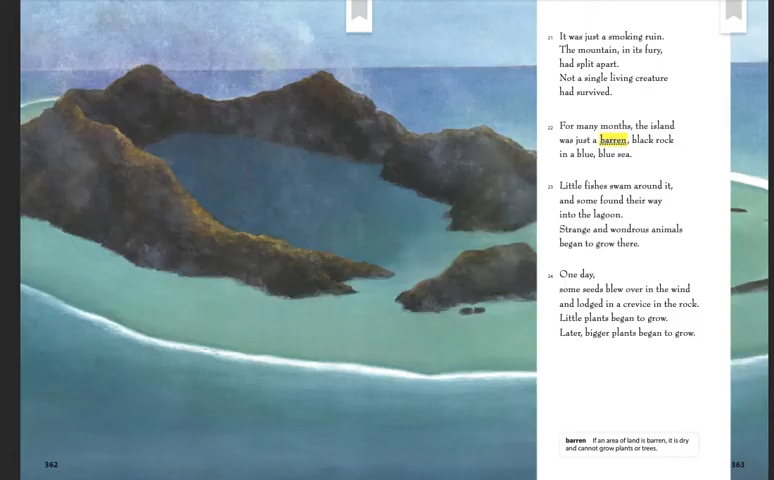 21 It was just a smoking ruin.
The mountain, in its fury,
had split apart.
Not a single living creature
had survived.
22 For many months, the island
was just a barren, black rock
in a blue, blue sea.
23 Little fishes swam around it,
and some found their way
into the lagoon.
Strange and wondrous animals
began to grow there.
24 One day,
some seeds blew over in the wind
and lodged in a crevice in the rock.
Little plants began to grow.
Later, bigger plants began to grow.
barren If an area of land is barren, it is dry
and cannot grow plants or trees.
362
363